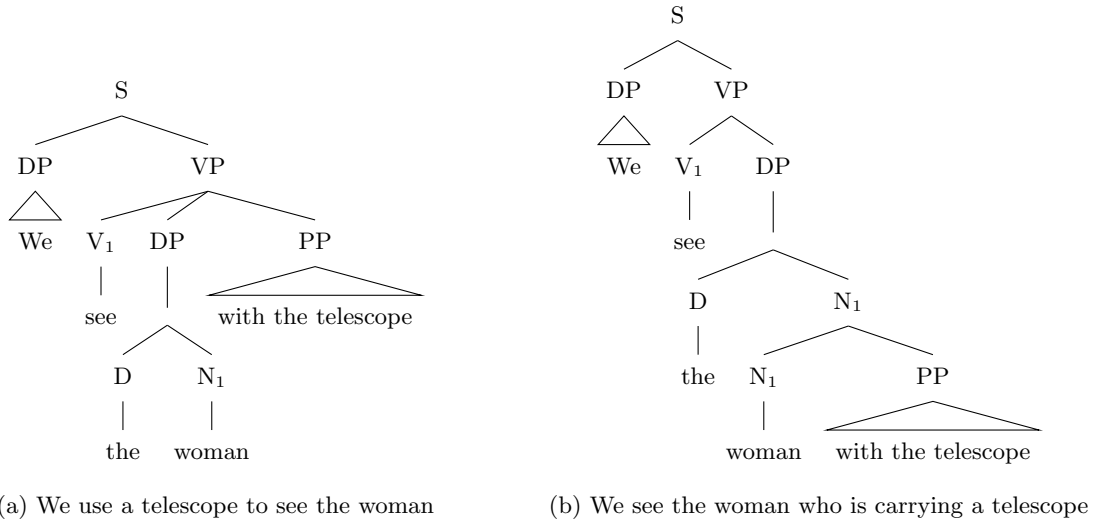 S
DP VP
We V₁ DP PP
see with the telescope
D N₁
the woman
(a) We use a telescope to see the woman
S
DP VP
We V₁ DP
see
D N₁
the N₁ PP
woman with the telescope
(b) We see the woman who is carrying a telescope